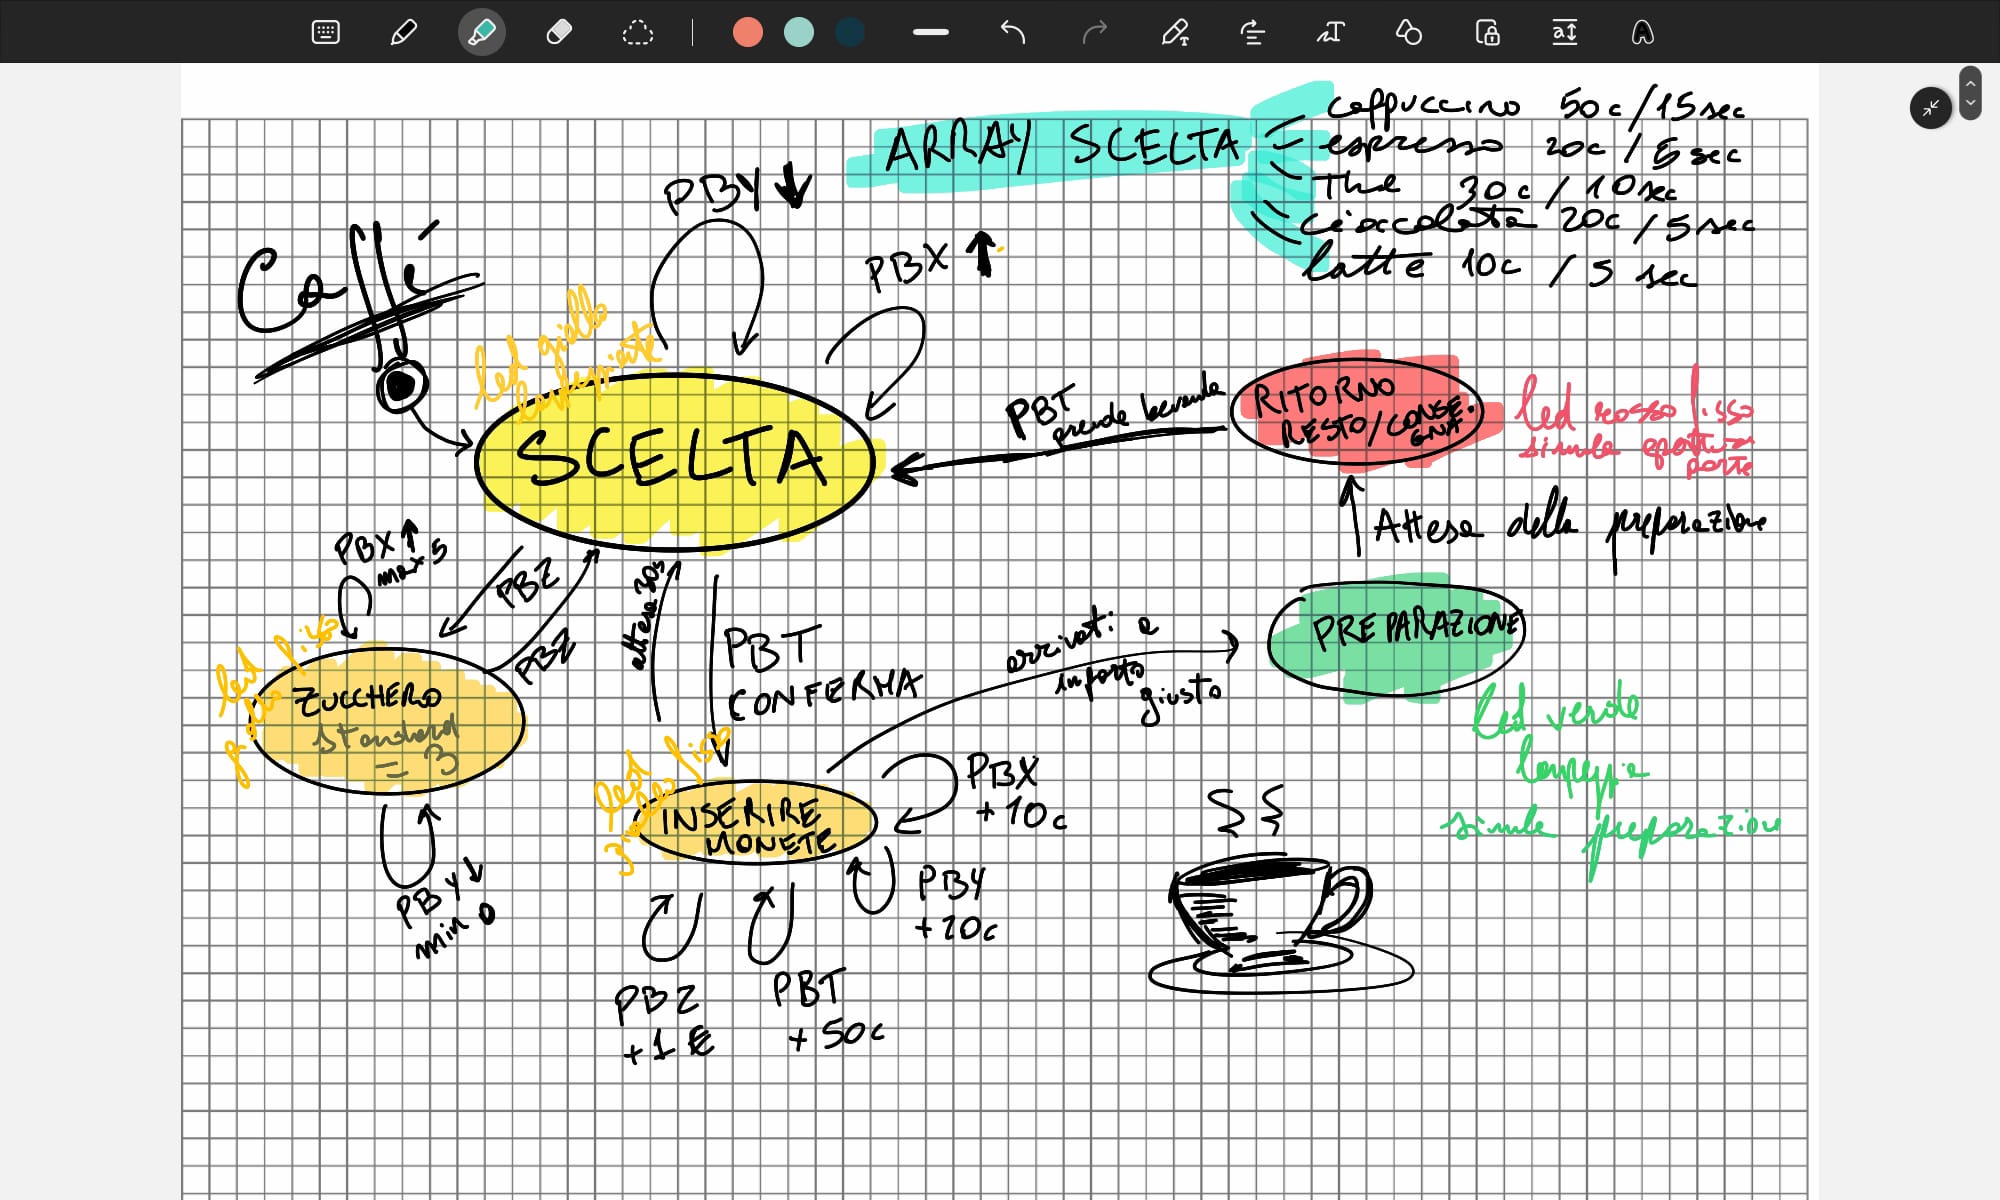 ARRAY SCELTA
cappuccino 50c/15sec
espresso 20c / 5 sec
The 30c / 10sec
cioccolata 20c / 5sec
latte 10c / 5 sec
Caffé
PBY ↓
PBX ↑
led giallo
lampeggiante
SCELTA
PBT
prende bevanda
RITORNO
RESTO/CONSE.
GNA
led rosso fisso
simula apertura
porta
Attesa della preparazione
PBX ↑
max 5
PBZ
PBZ
attesa 30s
PBT
CONFERMA
arrivati a
importo
giusto
PREPARAZIONE
led verde
lampeggia
simula preparazione
led fisso
giallo
ZUCCHERO
standard
= 3
PBY ↓
min 0
led fisso
giallo
INSERIRE
MONETE
PBX
+ 10c
PBY
+ 20c
PBZ
+ 1 €
PBT
+ 50c